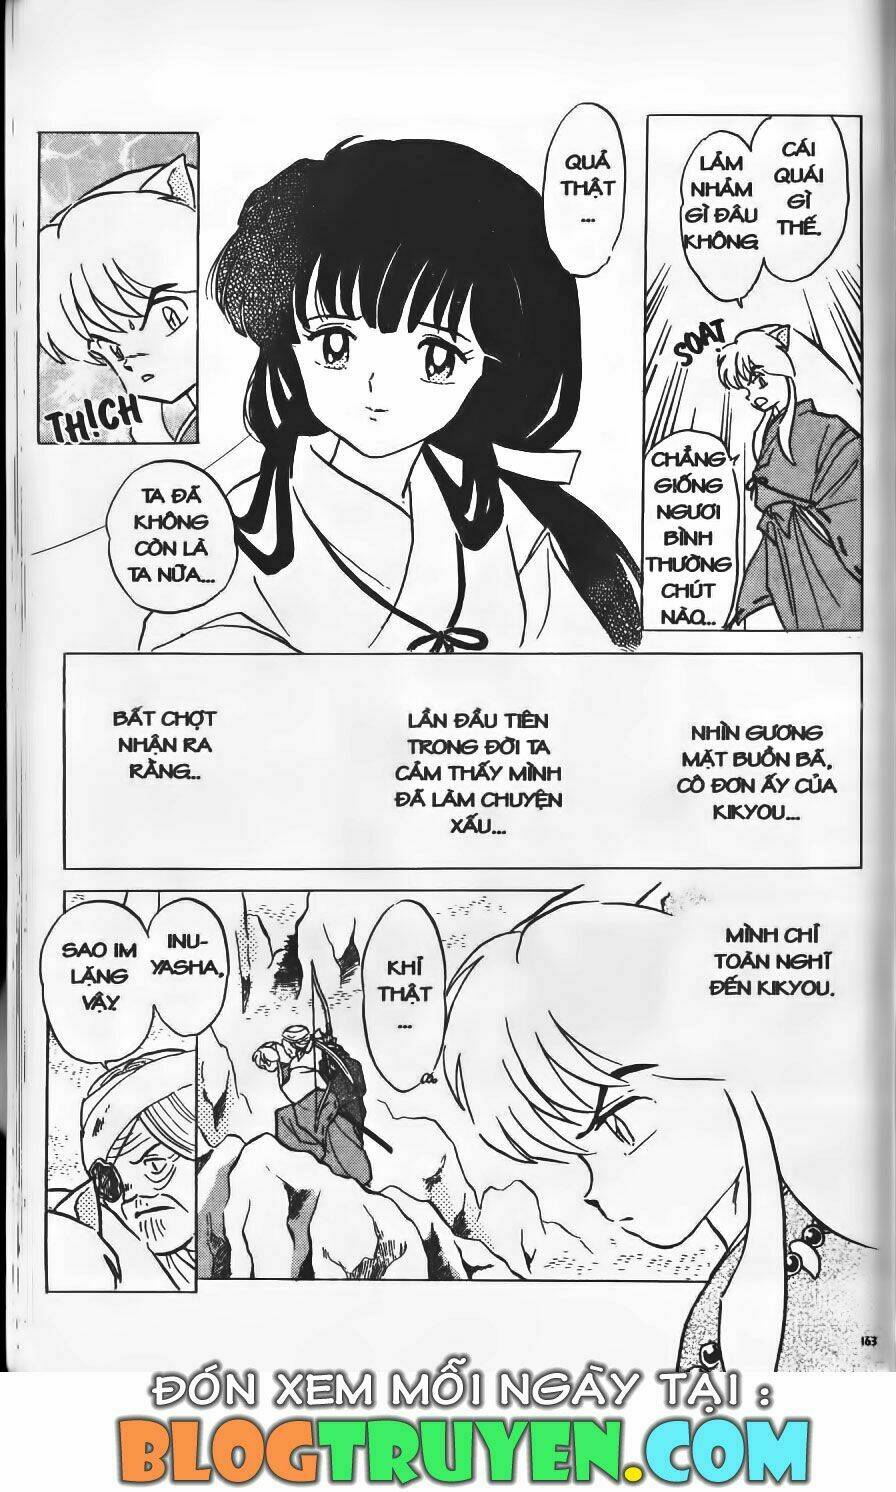 CÁI
QUÁI
GÌ
THẾ.
LẢM
NHẢM
GÌ ĐÂU
KHÔNG
SOẠT
CHẲNG
GIỐNG
NGƯƠI
BÌNH
THƯỜNG
CHÚT
NÀO...
QUẢ
THẬT
...
TA ĐÃ
KHÔNG
CÒN LÀ
TA NỮA...
THỊCH
NHÌN GƯƠNG
MẶT BUỒN BÃ,
CÔ ĐƠN ẤY CỦA
KIKYOU...
LẦN ĐẦU TIÊN
TRONG ĐỜI TA
CẢM THẤY MÌNH
ĐÃ LÀM CHUYỆN
XẤU...
BẤT CHỢT
NHẬN RA
RẰNG...
MÌNH CHỈ
TOÀN NGHĨ
ĐẾN KIKYOU.
KHỈ
THẬT
...
INU-
YASHA,
SAO IM
LẶNG
VẬY.
163
ĐÓN XEM MỖI NGÀY TẠI :
BLOGTRUYEN.COM